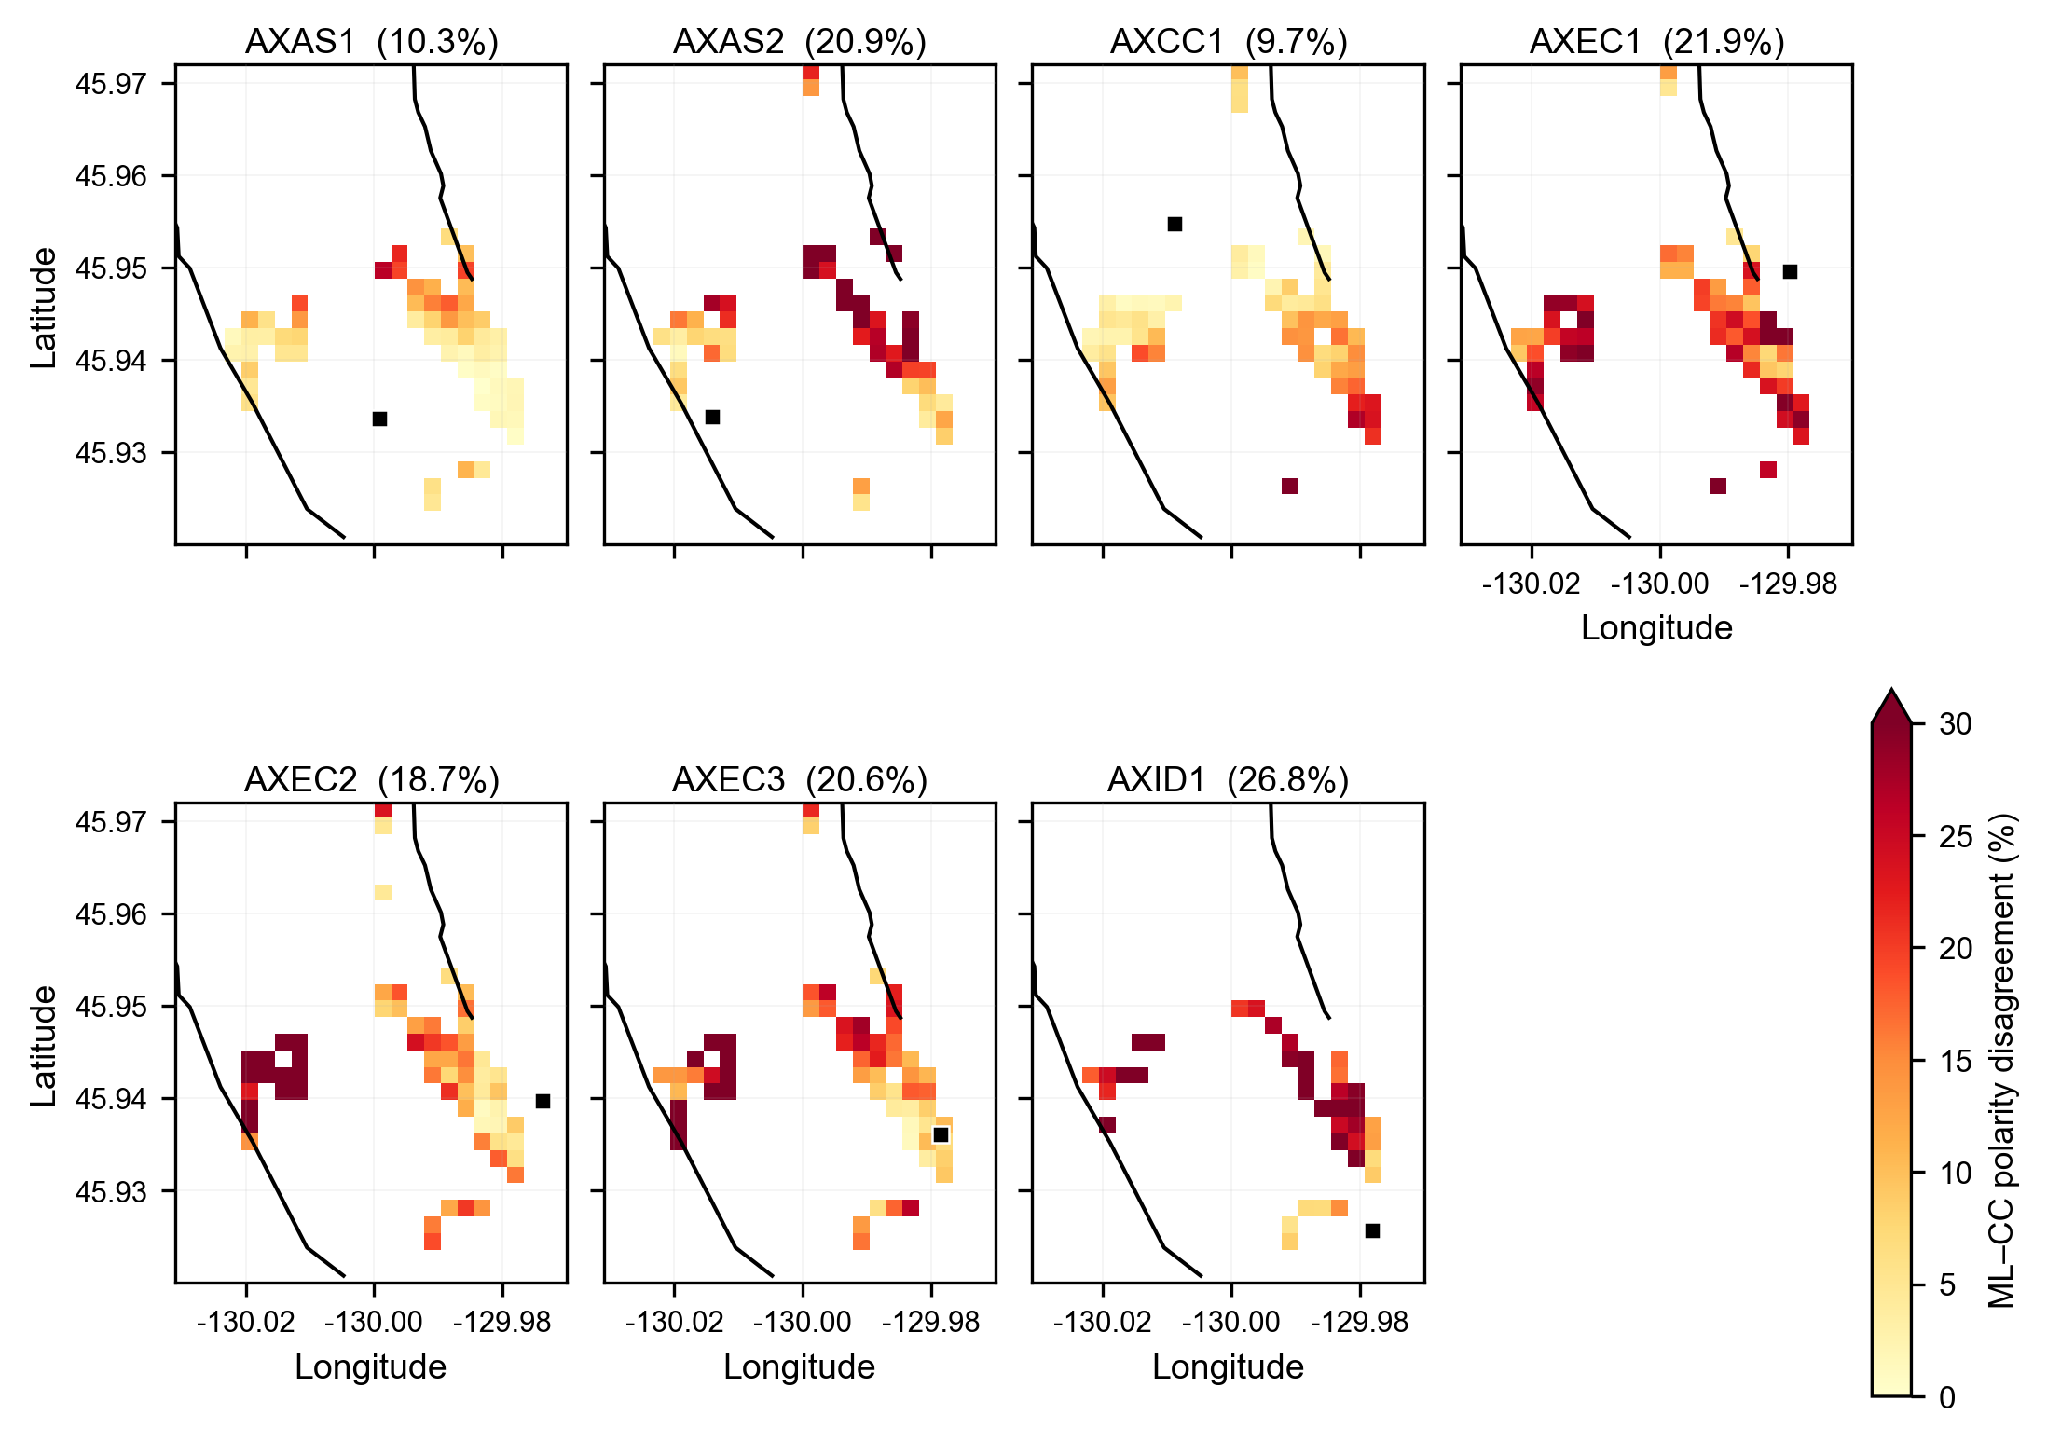 AXAS1 (10.3%)
AXAS2 (20.9%)
AXCC1 (9.7%)
AXEC1 (21.9%)
45.97
45.96
45.95
45.94
45.93
Latitude
-130.02 -130.00 -129.98
Longitude
AXEC2 (18.7%)
AXEC3 (20.6%)
AXID1 (26.8%)
45.97
45.96
45.95
45.94
45.93
Latitude
-130.02 -130.00 -129.98
Longitude
-130.02 -130.00 -129.98
Longitude
-130.02 -130.00 -129.98
Longitude
30
25
20
15
10
5
0
ML–CC polarity disagreement (%)